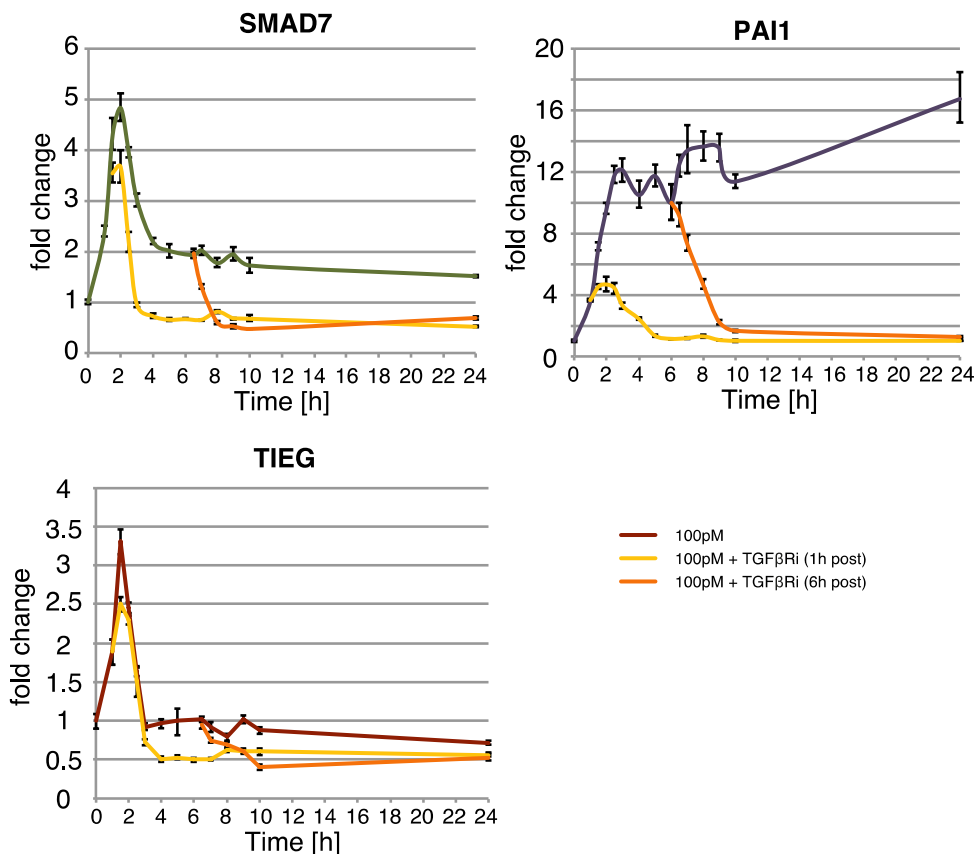 SMAD7
6
5
4
3
2
1
0
fold change
0 2 4 6 8 10 12 14 16 18 20 22 24
Time [h]
PAI1
20
16
12
8
4
0
fold change
0 2 4 6 8 10 12 14 16 18 20 22 24
Time [h]
TIEG
4
3.5
3
2.5
2
1.5
1
0.5
0
fold change
0 2 4 6 8 10 12 14 16 18 20 22 24
Time [h]
100pM
100pM + TGFβRi (1h post)
100pM + TGFβRi (6h post)